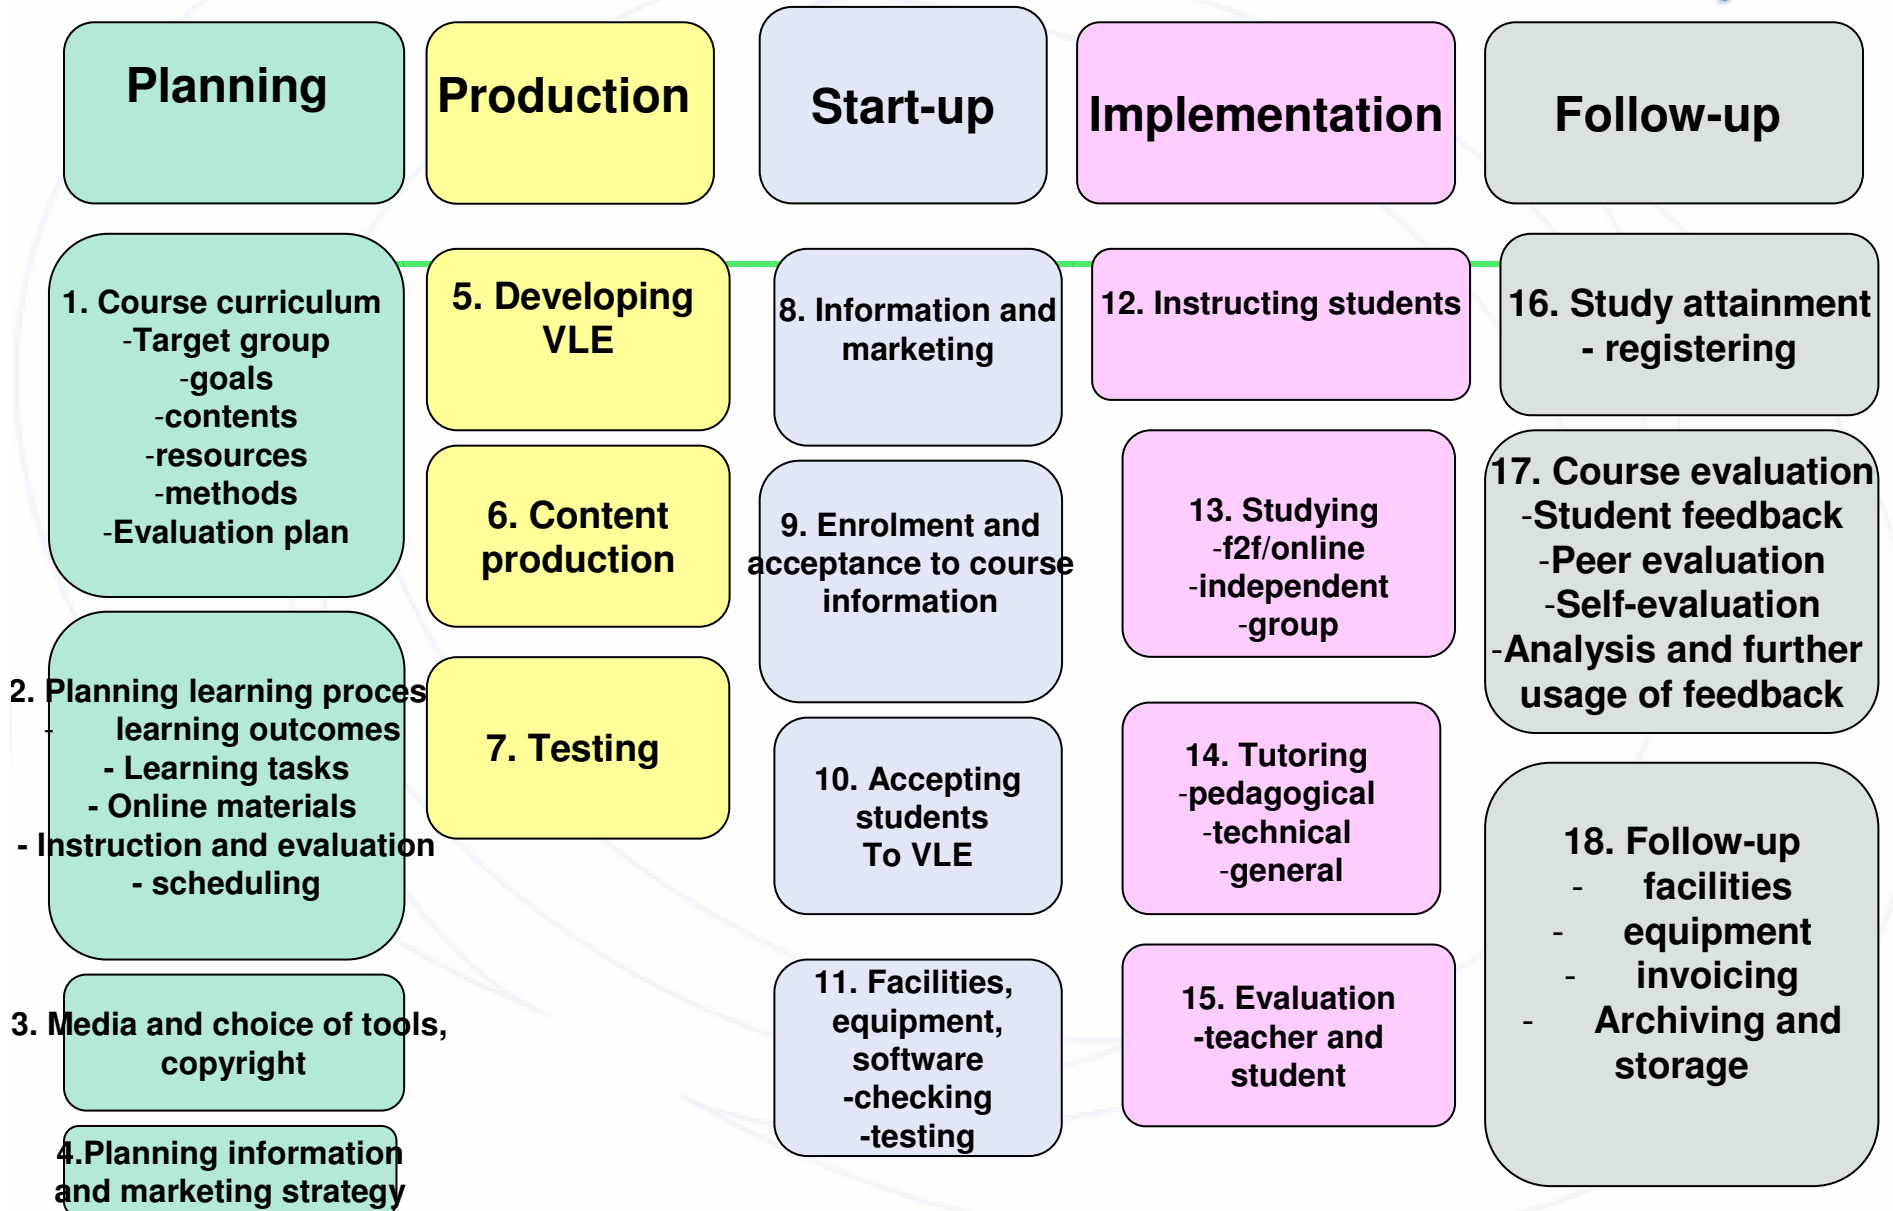 Planning
Production
Start-up
Implementation
Follow-up
1. Course curriculum
-Target group
-goals
-contents
-resources
-methods
-Evaluation plan
2. Planning learning proces
- learning outcomes
- Learning tasks
- Online materials
- Instruction and evaluation
- scheduling
3. Media and choice of tools,
copyright
4.Planning information
and marketing strategy
5. Developing
VLE
6. Content
production
7. Testing
8. Information and
marketing
9. Enrolment and
acceptance to course
information
10. Accepting
students
To VLE
11. Facilities,
equipment,
software
-checking
-testing
12. Instructing students
13. Studying
-f2f/online
-independent
-group
14. Tutoring
-pedagogical
-technical
-general
15. Evaluation
-teacher and
student
16. Study attainment
- registering
17. Course evaluation
-Student feedback
-Peer evaluation
-Self-evaluation
-Analysis and further
usage of feedback
18. Follow-up
- facilities
- equipment
- invoicing
- Archiving and
storage